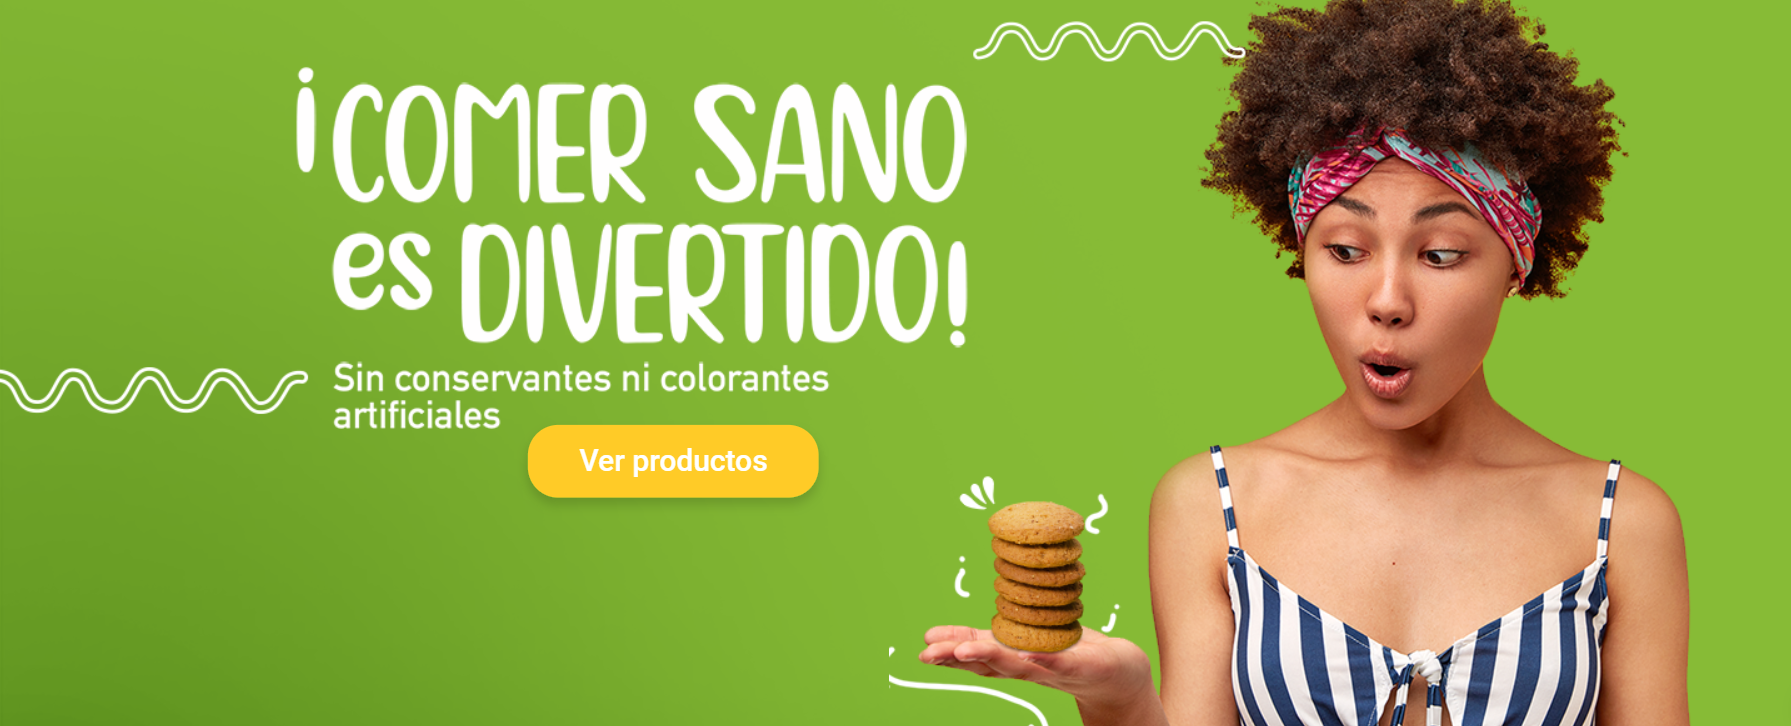 ¡COMER SANO
es DIVERTIDO!
Sin conservantes ni colorantes
artificiales
Ver productos